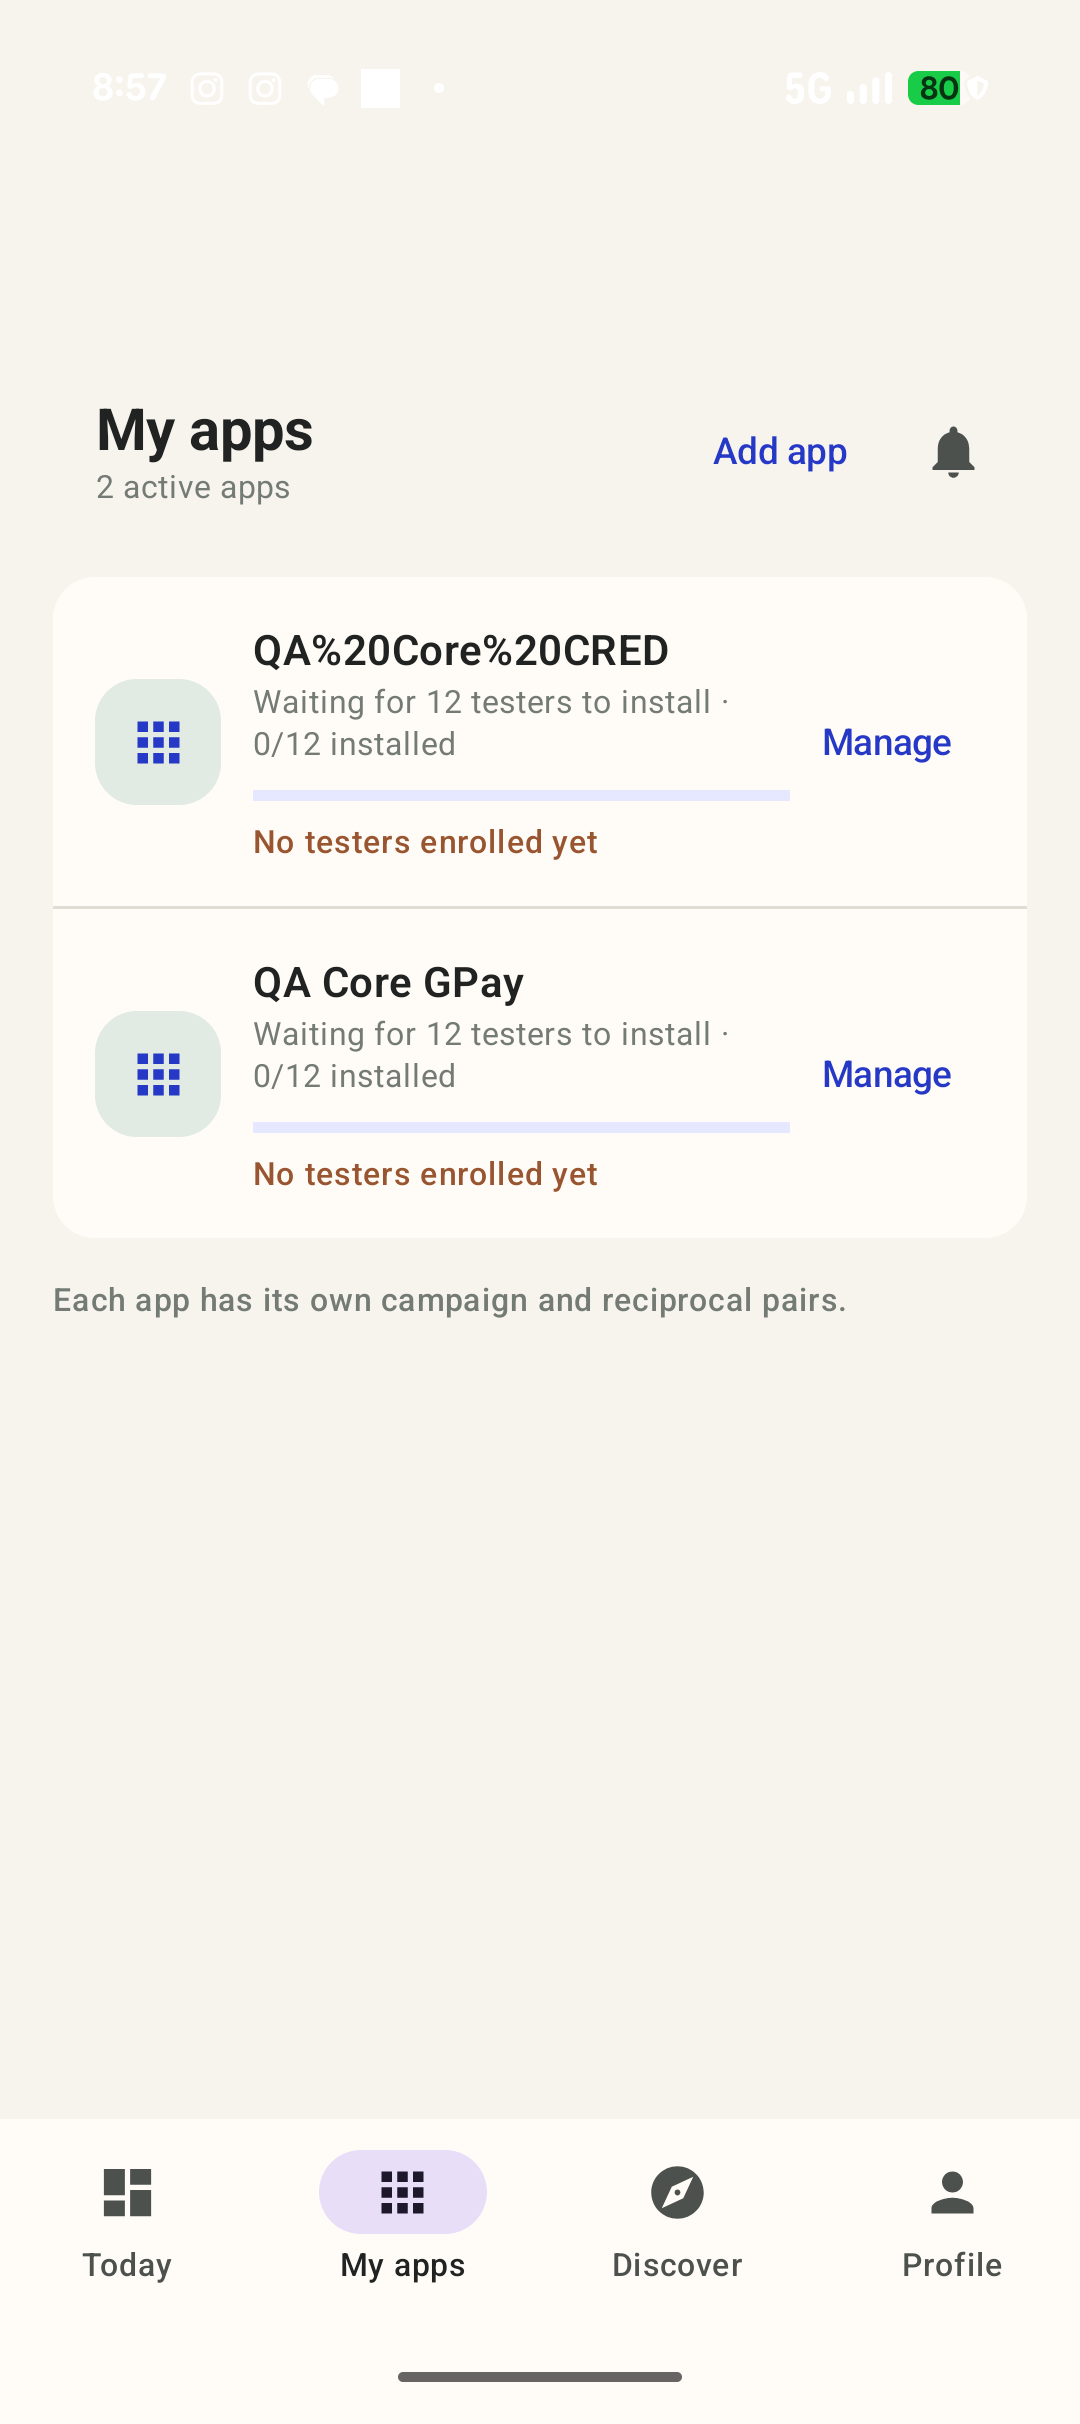 8:57
5G
80
My apps
2 active apps
Add app
QA%20Core%20CRED
Waiting for 12 testers to install ·
0/12 installed
Manage
No testers enrolled yet
QA Core GPay
Waiting for 12 testers to install ·
0/12 installed
Manage
No testers enrolled yet
Each app has its own campaign and reciprocal pairs.
Today
My apps
Discover
Profile